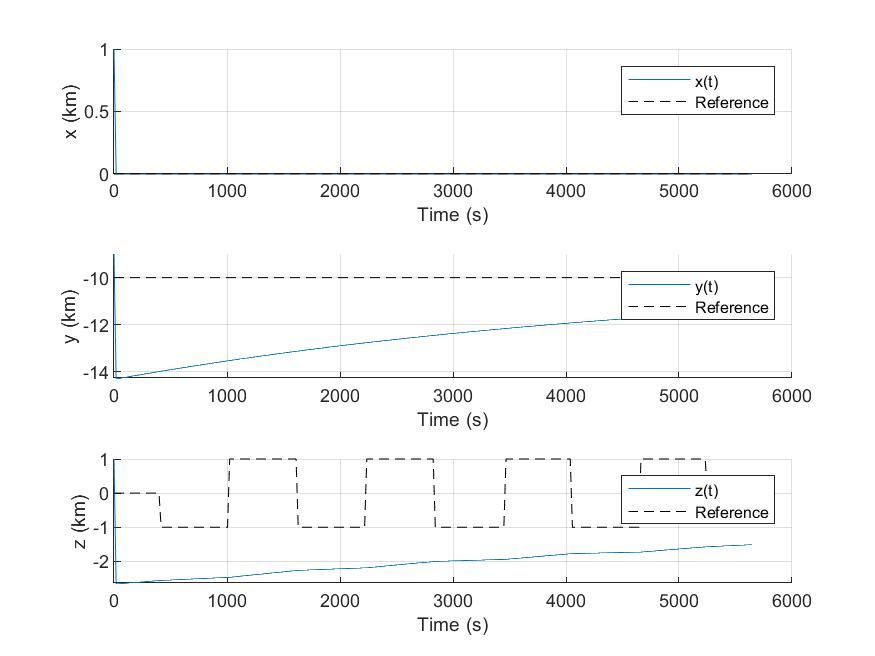 1
0.5
0
x (km)
0 1000 2000 3000 4000 5000 6000
Time (s)
x(t)
Reference
-10
-12
-14
y (km)
0 1000 2000 3000 4000 5000 6000
Time (s)
y(t)
Reference
1
0
-1
-2
z (km)
0 1000 2000 3000 4000 5000 6000
Time (s)
z(t)
Reference